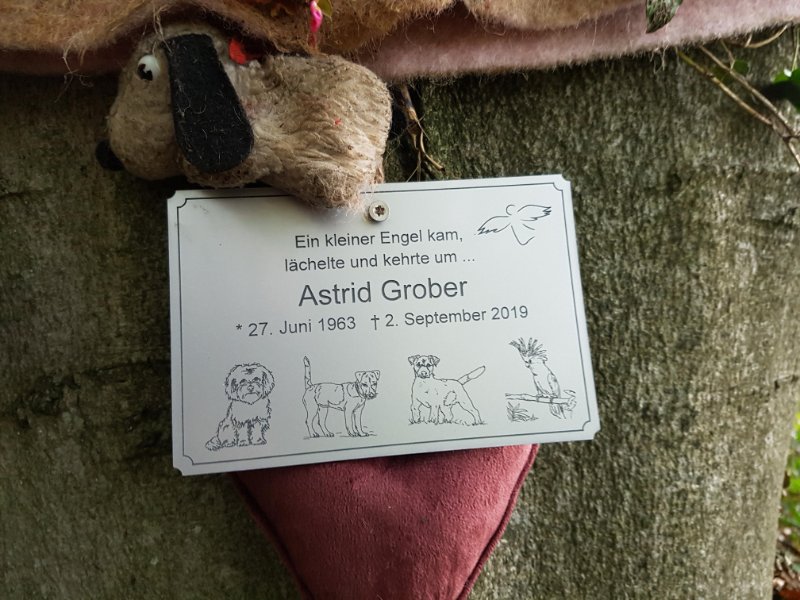 Ein kleiner Engel kam,
lächelte und kehrte um ...
Astrid Grober
* 27. Juni 1963 † 2. September 2019